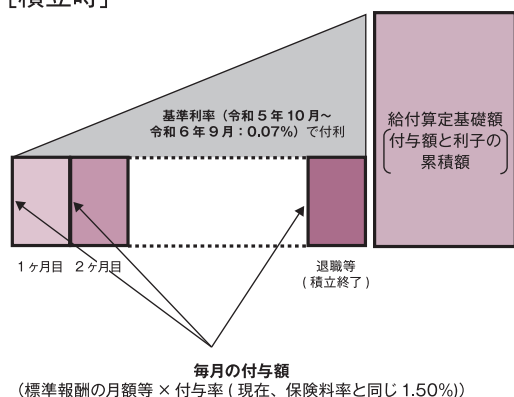 [積立時]
基準利率（令和５年10月～
令和６年９月：0.07%）で付利
給付算定基礎額
付与額と利子の
累積額
１ヶ月目 ２ヶ月目
退職等
（積立終了）
毎月の付与額
（標準報酬の月額等 × 付与率（現在、保険料率と同じ1.50%））